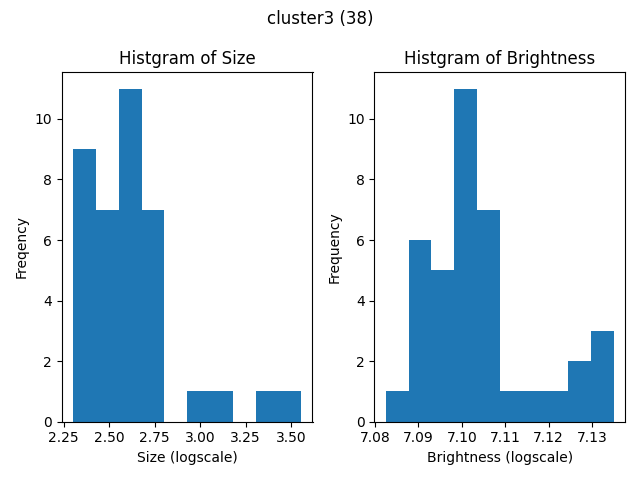 cluster3 (38)
Histgram of Size
Histgram of Brightness
Freqency
10
8
6
4
2
0
2.25 2.50 2.75 3.00 3.25 3.50
Size (logscale)
Frequency
10
8
6
4
2
0
7.08 7.09 7.10 7.11 7.12 7.13
Brightness (logscale)